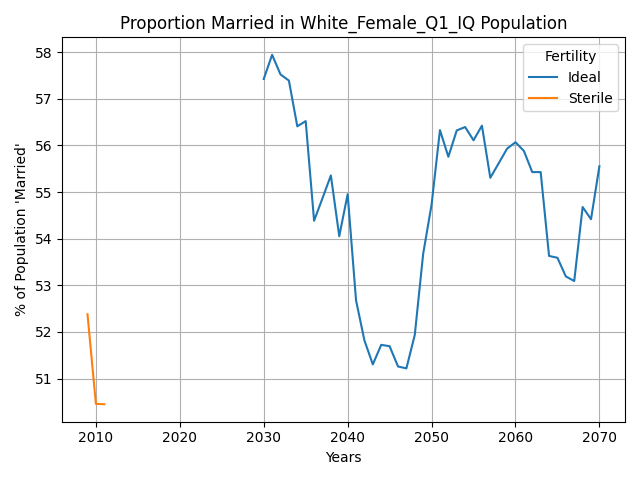 Proportion Married in White_Female_Q1_IQ Population
Fertility
Ideal
Sterile
% of Population 'Married'
58
57
56
55
54
53
52
51
2010
2020
2030
2040
2050
2060
2070
Years